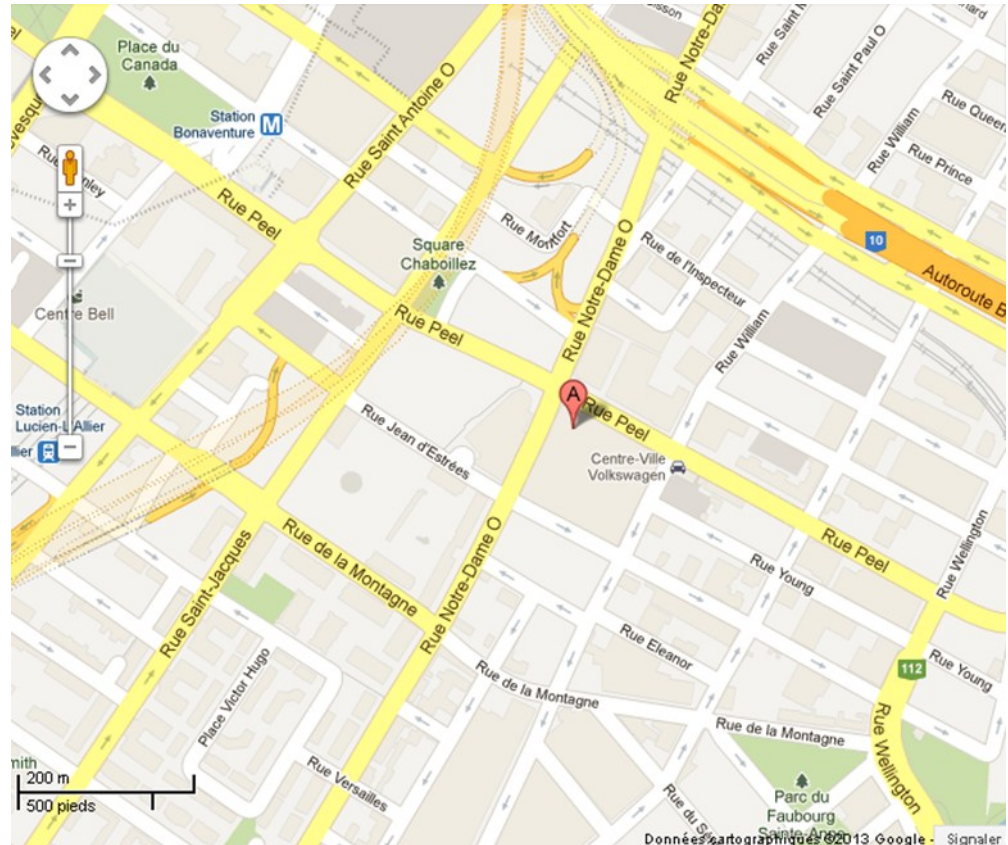 Peel
Place du
Canada
Station
Bonaventure
M
Rue Saint Antoine O
Rue Notre-Dame O
Rue Saint Paul O
Rue William
Rue Prince
Rue Peel
Square
Chaboillez
Rue Montfort
Rue de l'Inspecteur
10
Autoroute B
Centre Bell
Rue Notre-Dame O
Rue William
Rue Peel
A
Rue Peel
Station
Lucien-L'Allier
llier
Rue Jean d'Estrées
Centre-Ville
Volkswagen
Rue de la Montagne
Rue Saint-Jacques
Rue Notre-Dame O
Rue Peel
Rue Young
Rue Wellington
Rue Eleanor
Rue Young
112
Place Victor Hugo
Rue de la Montagne
Rue de la Montagne
Rue Wellington
mith
200 m
500 pieds
Rue Versailles
Parc du
Faubourg
Sainte-Anne
Données cartographiques ©2013 Google -
Signaler